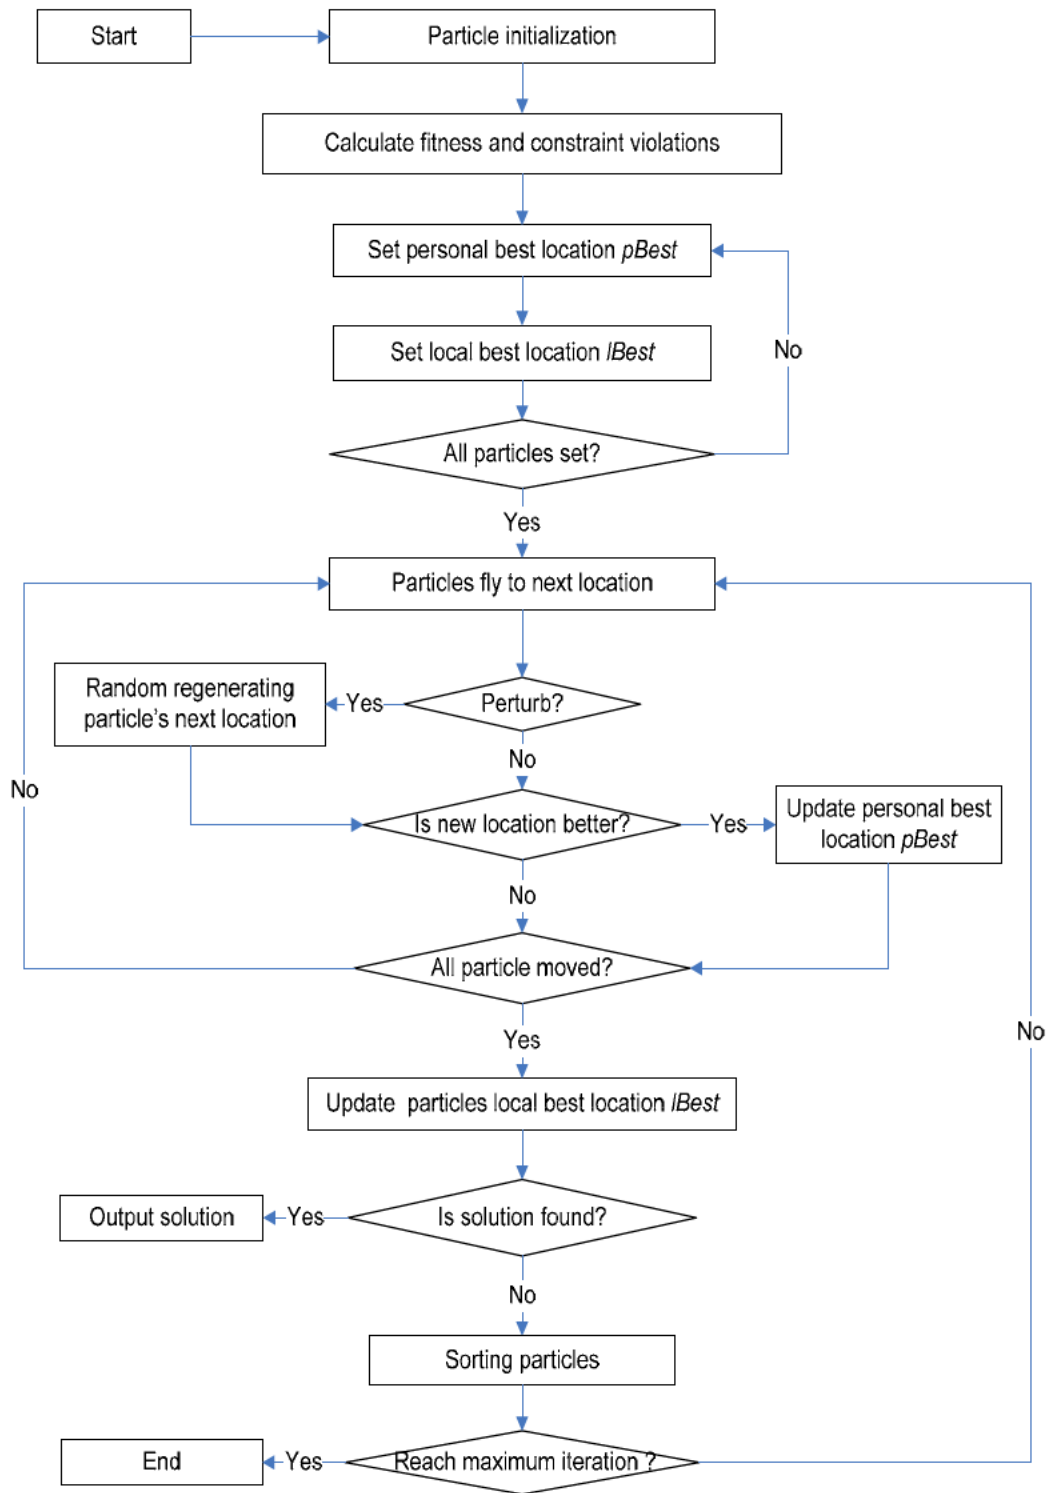 Start
Particle initialization
Calculate fitness and constraint violations
Set personal best location pBest
Set local best location lBest
No
All particles set?
Yes
Particles fly to next location
Random regenerating
particle's next location
Yes
Perturb?
No
No
Is new location better?
Yes
Update personal best
location pBest
No
All particle moved?
Yes
No
Update particles local best location lBest
Output solution
Yes
Is solution found?
No
Sorting particles
End
Yes
Reach maximum iteration ?